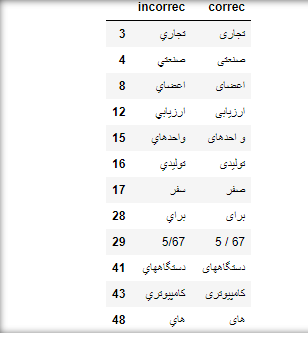 incorrec correc
3 تجاري تجاری
4 صنعتي صنعتی
8 اعضاي اعضای
12 ارزيابي ارزیابی
15 واحدهاي و احدهای
16 توليدي تولیدی
17 سفر صفر
28 براي برای
29 5/67 5 / 67
41 دستگاههاي دستگاههای
43 كامپيوتري کامپیوتری
48 هاي های